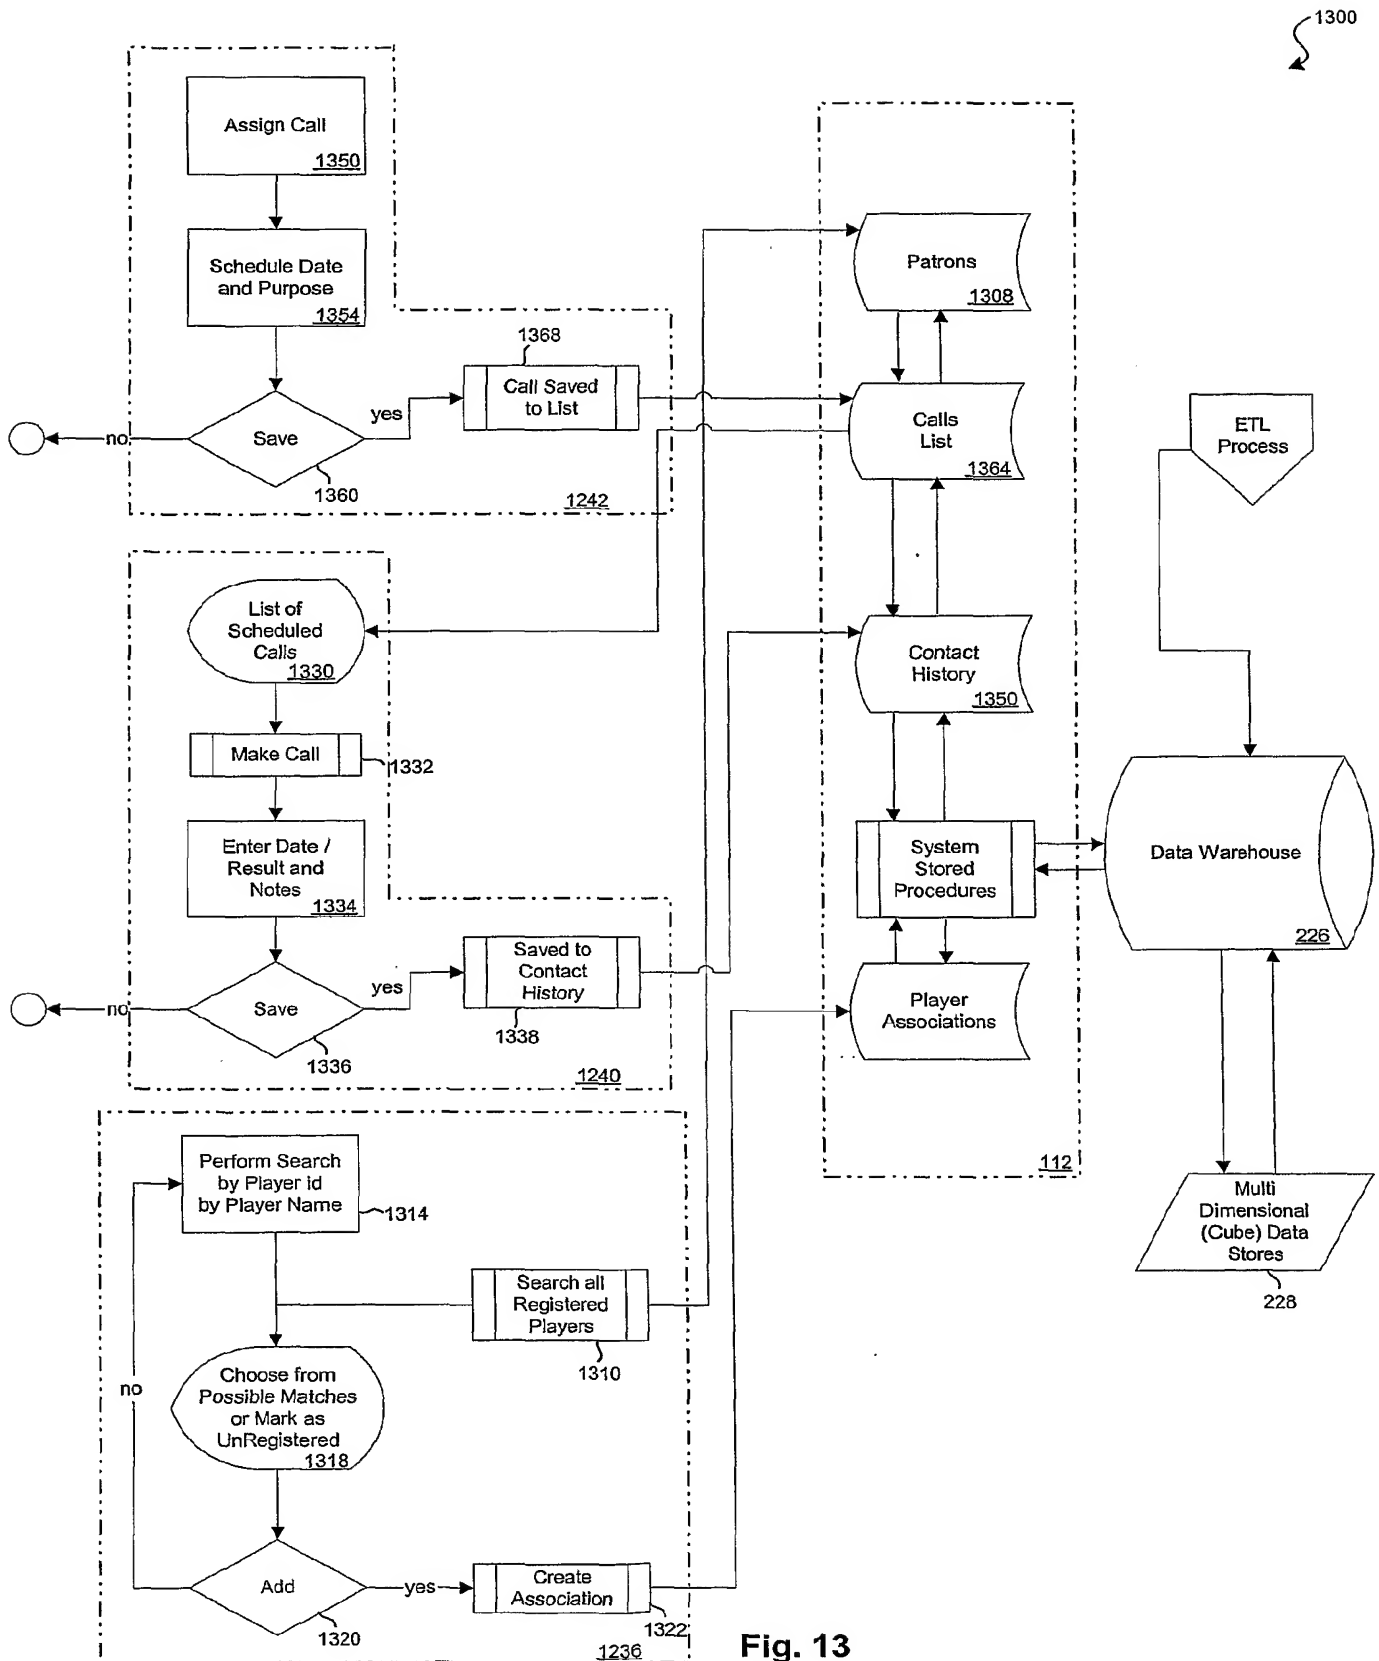 1300
Assign Call
1350
Schedule Date
and Purpose
1354
Save
1360
no
yes
1368
Call Saved
to List
1242
List of
Scheduled
Calls
1330
Make Call
1332
Enter Date /
Result and
Notes
1334
Save
1336
no
yes
Saved to
Contact
History
1338
1240
Perform Search
by Player id
by Player Name
1314
Search all
Registered
Players
1310
Choose from
Possible Matches
or Mark as
UnRegistered
1318
no
Add
1320
yes
Create
Association
1322
1236
Patrons
1308
Calls
List
1364
Contact
History
1350
System
Stored
Procedures
Player
Associations
112
ETL
Process
Data Warehouse
226
Multi
Dimensional
(Cube) Data
Stores
228
Fig. 13